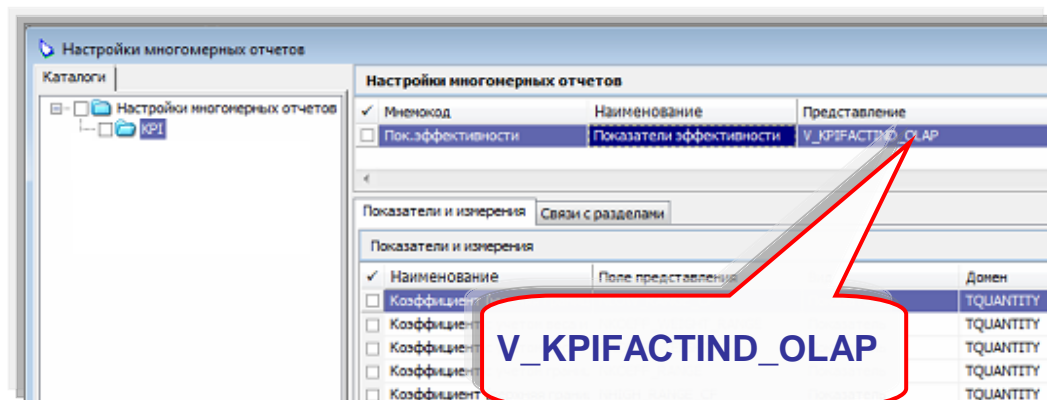 Настройки многомерных отчетов
Каталоги
Настройки многомерных отчетов
KPI
Настройки многомерных отчетов
✓ Мнемокод Наименование Представление
Пок.эффективности Показатели эффективности V_KPIFACTIND_OLAP
Показатели и измерения Связи с разделами
Показатели и измерения
✓ Наименование Поле представления Домен
Коэффициент TQUANTITY
Коэффициент TQUANTITY
Коэффициент TQUANTITY
Коэффициент TQUANTITY
Коэффициент TQUANTITY
V_KPIFACTIND_OLAP